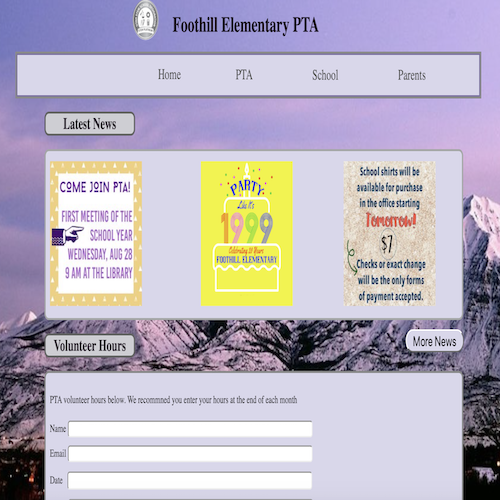 Foothill Elementary PTA
Home PTA School Parents
Latest News
COME JOIN PTA!
FIRST MEETING OF THE
SCHOOL YEAR
WEDNESDAY, AUG 28
9 AM AT THE LIBRARY
PARTY
Like It's
1999
Celebrating 20 Years
FOOTHILL ELEMENTARY
School shirts will be
available for purchase
in the office starting
Tomorrow!
$7
Checks or exact change
will be the only forms
of payment accepted.
More News
Volunteer Hours
PTA volunteer hours below. We recommned you enter your hours at the end of each month
Name
Email
Date